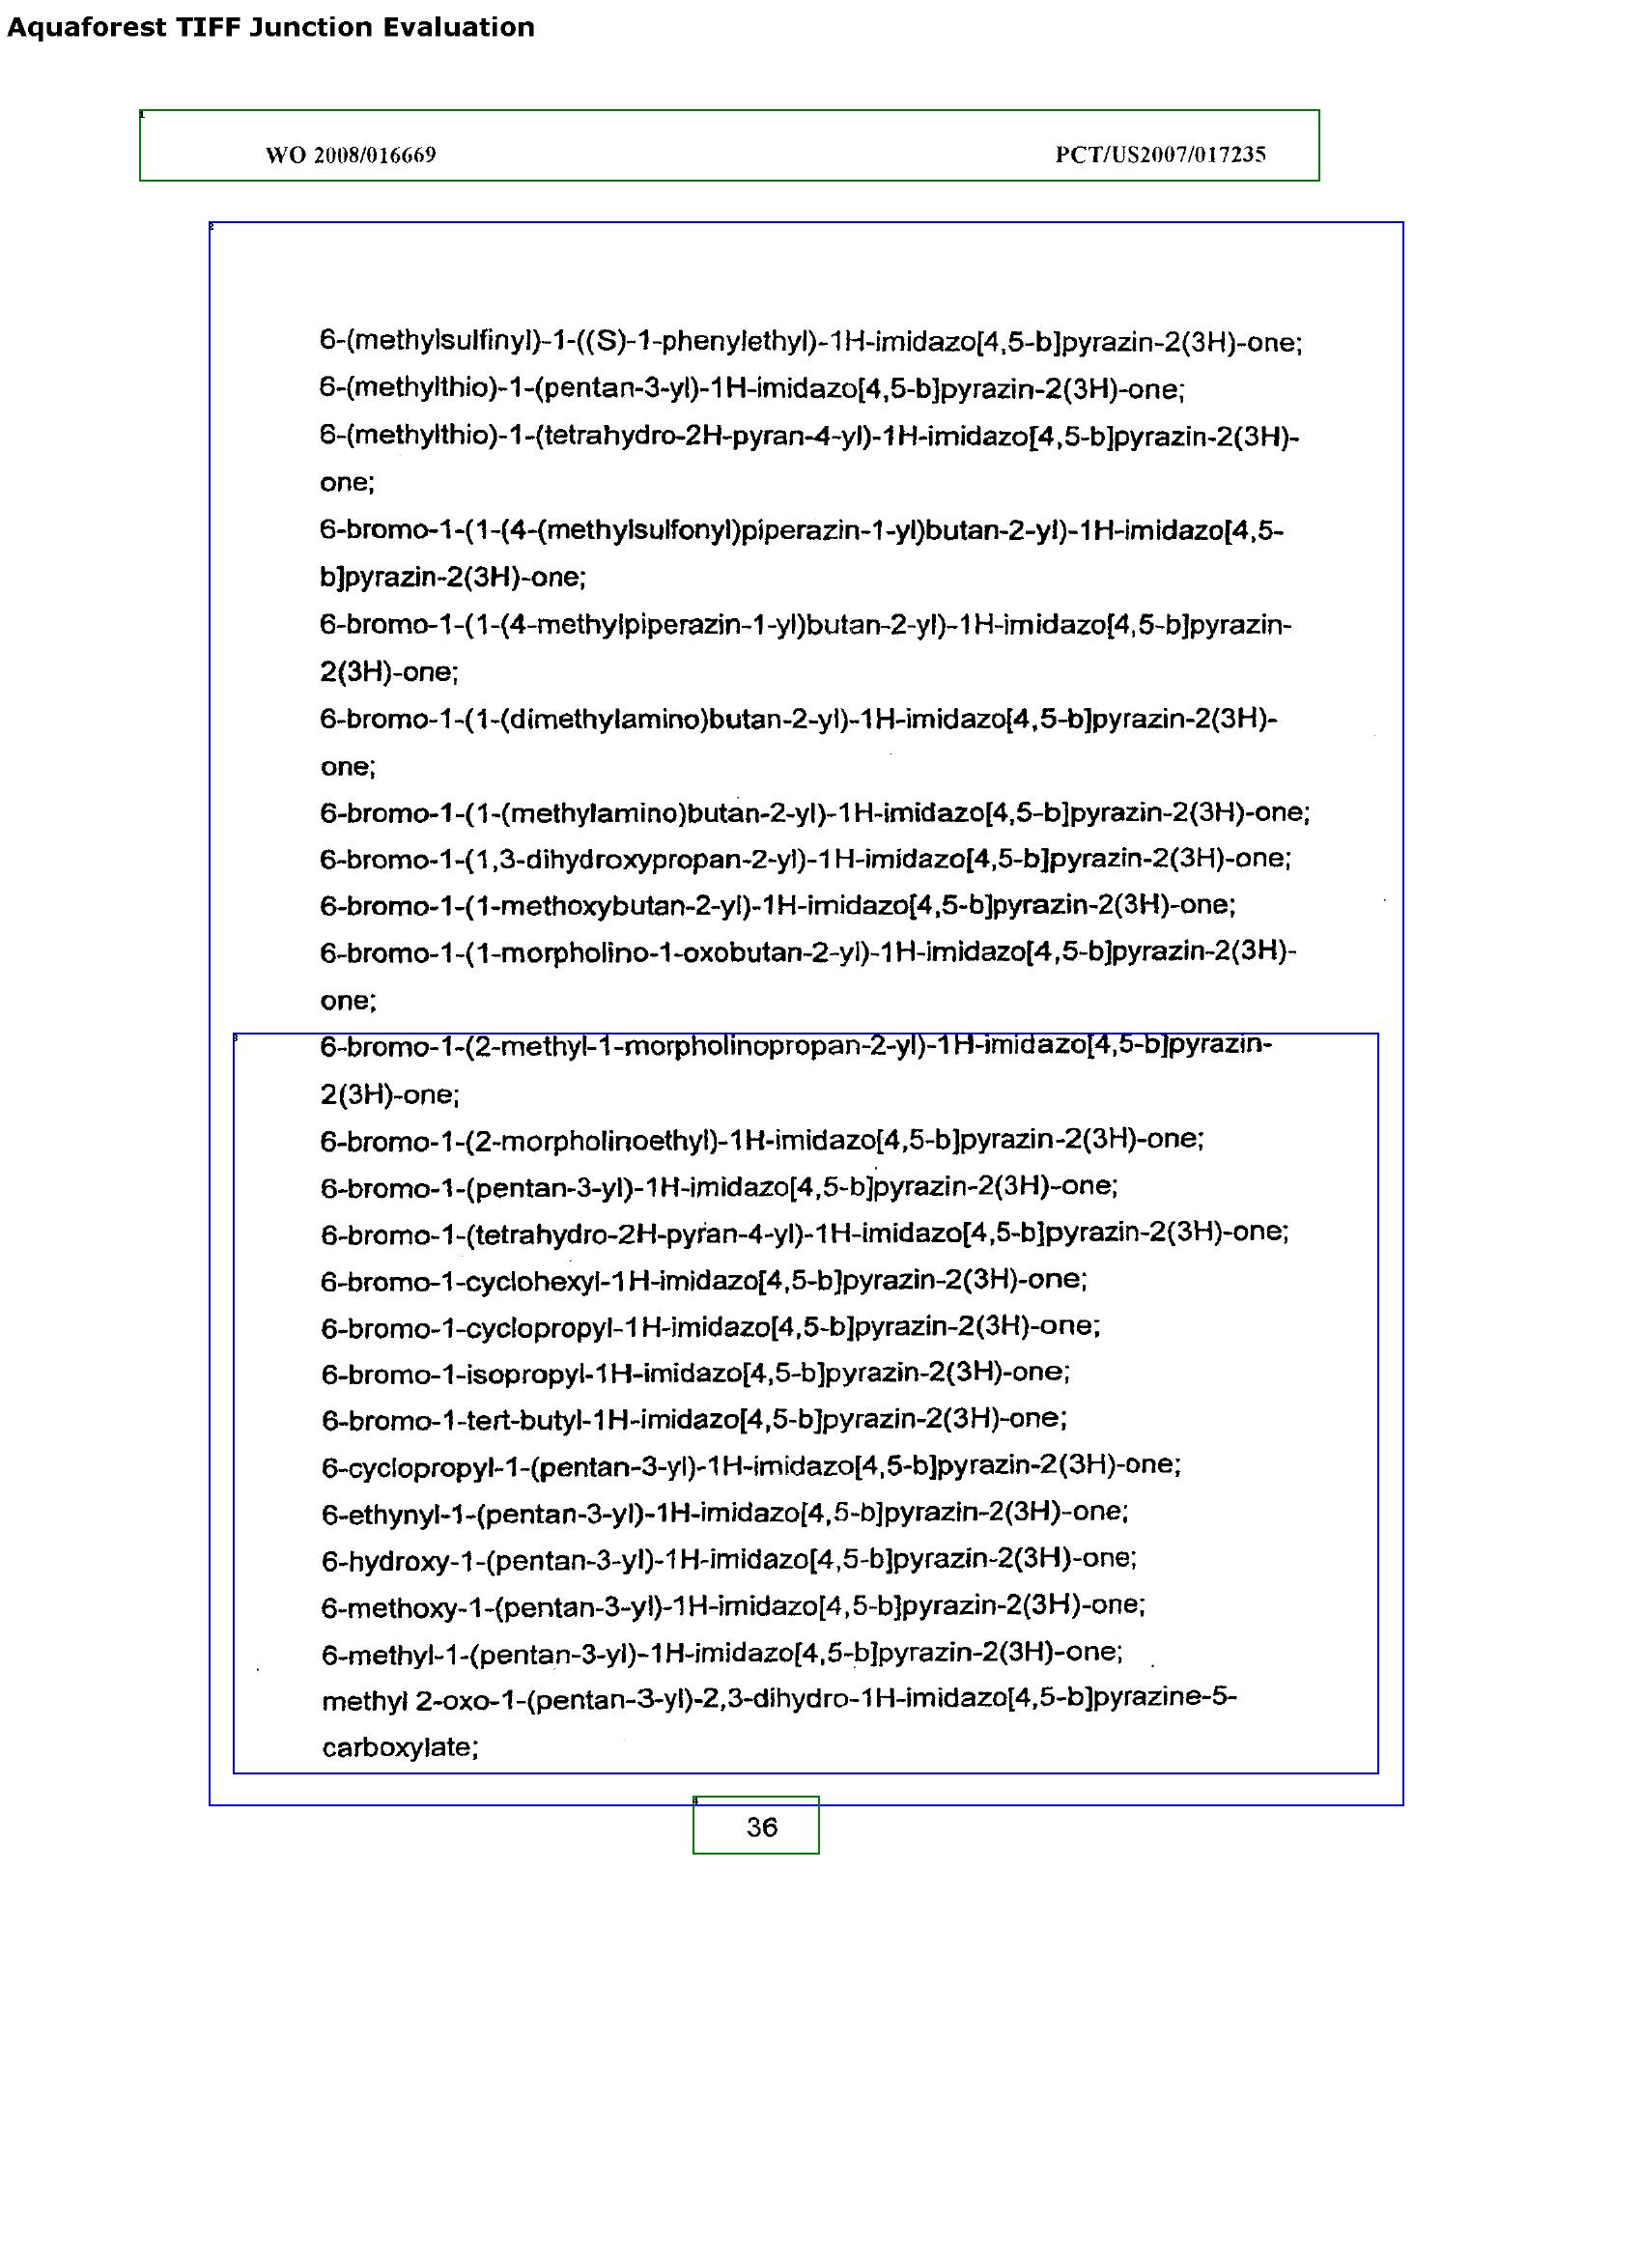 Aquaforest TIFF Junction Evaluation
1
WO 2008/016669 PCT/US2007/017235
2
6-(methylsulfinyl)-1-((S)-1-phenylethyl)-1H-imidazo[4,5-b]pyrazin-2(3H)-one;
6-(methylthio)-1-(pentan-3-yl)-1H-imidazo[4,5-b]pyrazin-2(3H)-one;
6-(methylthio)-1-(tetrahydro-2H-pyran-4-yl)-1H-imidazo[4,5-b]pyrazin-2(3H)-
one;
6-bromo-1-(1-(4-(methylsulfonyl)piperazin-1-yl)butan-2-yl)-1H-imidazo[4,5-
b]pyrazin-2(3H)-one;
6-bromo-1-(1-(4-methylpiperazin-1-yl)butan-2-yl)-1H-imidazo[4,5-b]pyrazin-
2(3H)-one;
6-bromo-1-(1-(dimethylamino)butan-2-yl)-1H-imidazo[4,5-b]pyrazin-2(3H)-
one;
6-bromo-1-(1-(methylamino)butan-2-yl)-1H-imidazo[4,5-b]pyrazin-2(3H)-one;
6-bromo-1-(1,3-dihydroxypropan-2-yl)-1H-imidazo[4,5-b]pyrazin-2(3H)-one;
6-bromo-1-(1-methoxybutan-2-yl)-1H-imidazo[4,5-b]pyrazin-2(3H)-one;
6-bromo-1-(1-morpholino-1-oxobutan-2-yl)-1H-imidazo[4,5-b]pyrazin-2(3H)-
one;
3
6-bromo-1-(2-methyl-1-morpholinopropan-2-yl)-1H-imidazo[4,5-b]pyrazin-
2(3H)-one;
6-bromo-1-(2-morpholinoethyl)-1H-imidazo[4,5-b]pyrazin-2(3H)-one;
6-bromo-1-(pentan-3-yl)-1H-imidazo[4,5-b]pyrazin-2(3H)-one;
6-bromo-1-(tetrahydro-2H-pyran-4-yl)-1H-imidazo[4,5-b]pyrazin-2(3H)-one;
6-bromo-1-cyclohexyl-1H-imidazo[4,5-b]pyrazin-2(3H)-one;
6-bromo-1-cyclopropyl-1H-imidazo[4,5-b]pyrazin-2(3H)-one;
6-bromo-1-isopropyl-1H-imidazo[4,5-b]pyrazin-2(3H)-one;
6-bromo-1-tert-butyl-1H-imidazo[4,5-b]pyrazin-2(3H)-one;
6-cyclopropyl-1-(pentan-3-yl)-1H-imidazo[4,5-b]pyrazin-2(3H)-one;
6-ethynyl-1-(pentan-3-yl)-1H-imidazo[4,5-b]pyrazin-2(3H)-one;
6-hydroxy-1-(pentan-3-yl)-1H-imidazo[4,5-b]pyrazin-2(3H)-one;
6-methoxy-1-(pentan-3-yl)-1H-imidazo[4,5-b]pyrazin-2(3H)-one;
6-methyl-1-(pentan-3-yl)-1H-imidazo[4,5-b]pyrazin-2(3H)-one;
methyl 2-oxo-1-(pentan-3-yl)-2,3-dihydro-1H-imidazo[4,5-b]pyrazine-5-
carboxylate;
4
36